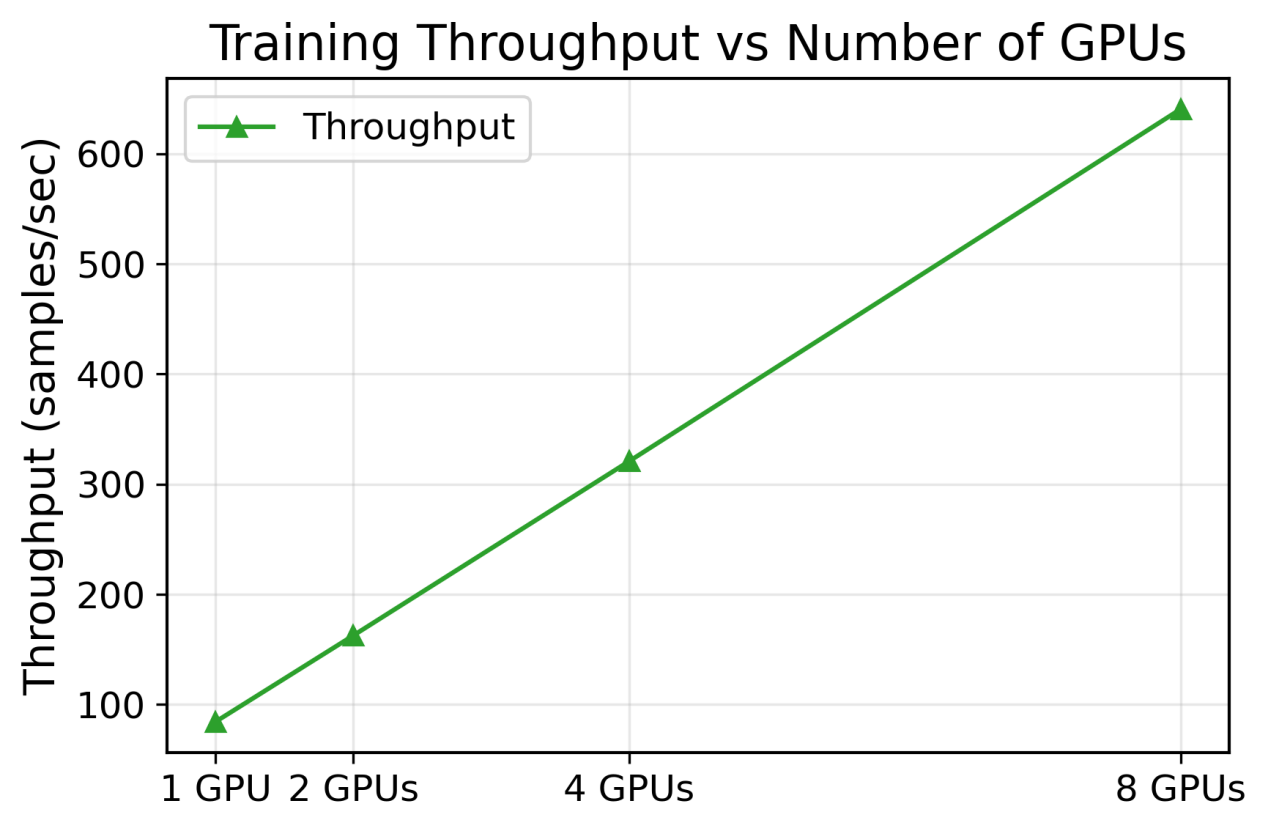 Training Throughput vs Number of GPUs
Throughput
Throughput (samples/sec)
600
500
400
300
200
100
1 GPU 2 GPUs 4 GPUs 8 GPUs